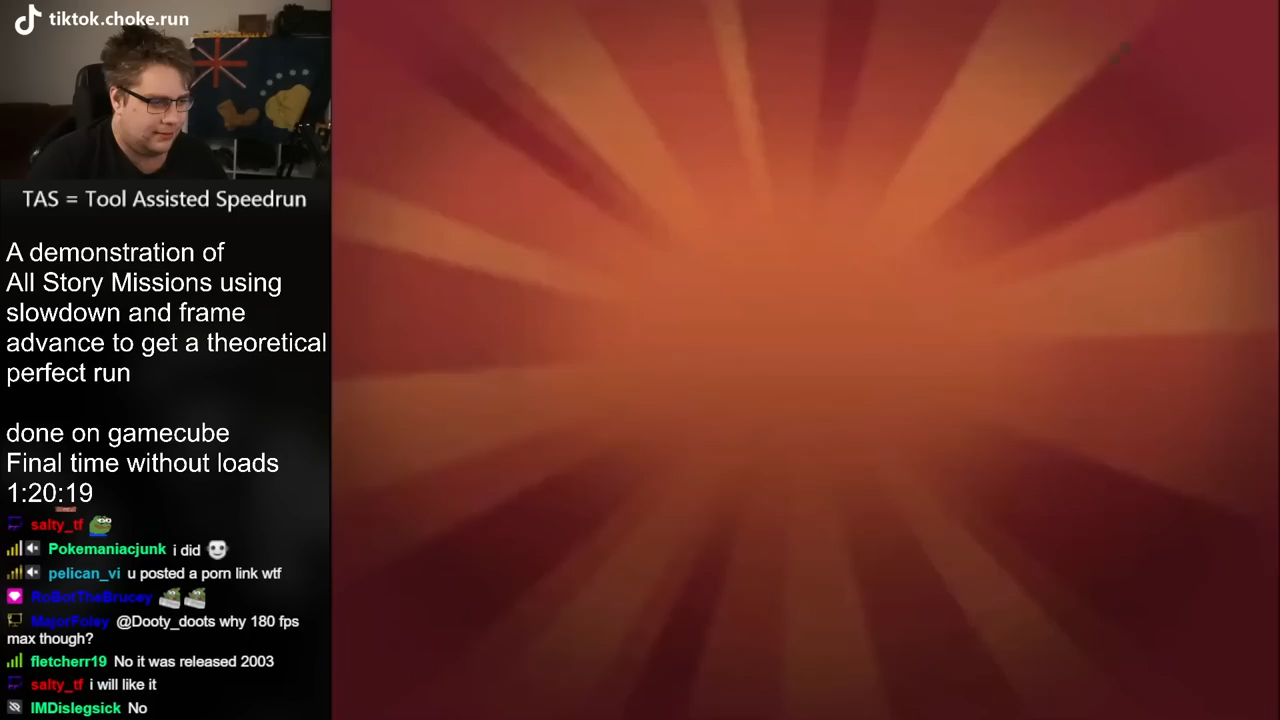 tiktok.choke.run
TAS = Tool Assisted Speedrun
A demonstration of
All Story Missions using
slowdown and frame
advance to get a theoretical
perfect run
done on gamecube
Final time without loads
1:20:19
salty_tf
Pokemaniacjunk i did
pelican_vi u posted a porn link wtf
RoBotTheBrucey
MajorFoley @Dooty_doots why 180 fps
max though?
fletcherr19 No it was released 2003
salty_tf i will like it
IMDislegsick No